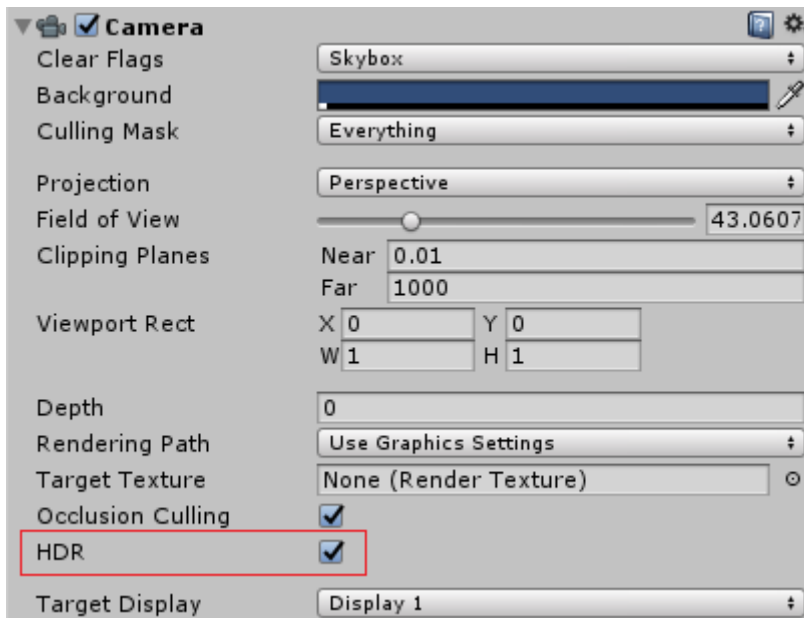 Camera
Clear Flags Skybox
Background
Culling Mask Everything
Projection Perspective
Field of View 43.0607
Clipping Planes Near 0.01
Far 1000
Viewport Rect X 0 Y 0
W 1 H 1
Depth 0
Rendering Path Use Graphics Settings
Target Texture None (Render Texture)
Occlusion Culling
HDR
Target Display Display 1